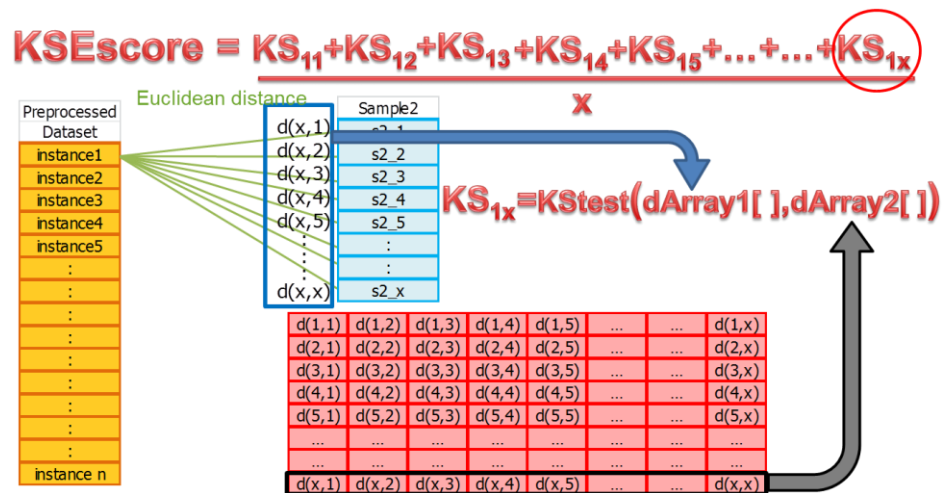 KSEscore = KS11+KS12+KS13+KS14+KS15+...+...+KS1x
x
Euclidean distance
Preprocessed
Dataset
instance1
instance2
instance3
instance4
instance5
:
:
:
:
:
:
:
:
:
instance n
d(x,1)
d(x,2)
d(x,3)
d(x,4)
d(x,5)
⋮
d(x,x)
Sample2
s2_1
s2_2
s2_3
s2_4
s2_5
:
:
s2_x
KS1x=KStest(dArray1[ ],dArray2[ ])
d(1,1) d(1,2) d(1,3) d(1,4) d(1,5) ... ... d(1,x)
d(2,1) d(2,2) d(2,3) d(2,4) d(2,5) ... ... d(2,x)
d(3,1) d(3,2) d(3,3) d(3,4) d(3,5) ... ... d(3,x)
d(4,1) d(4,2) d(4,3) d(4,4) d(4,5) ... ... d(4,x)
d(5,1) d(5,2) d(5,3) d(5,4) d(5,5) ... ... d(5,x)
... ... ... ... ... ... ... ...
... ... ... ... ... ... ... ...
d(x,1) d(x,2) d(x,3) d(x,4) d(x,5) ... ... d(x,x)